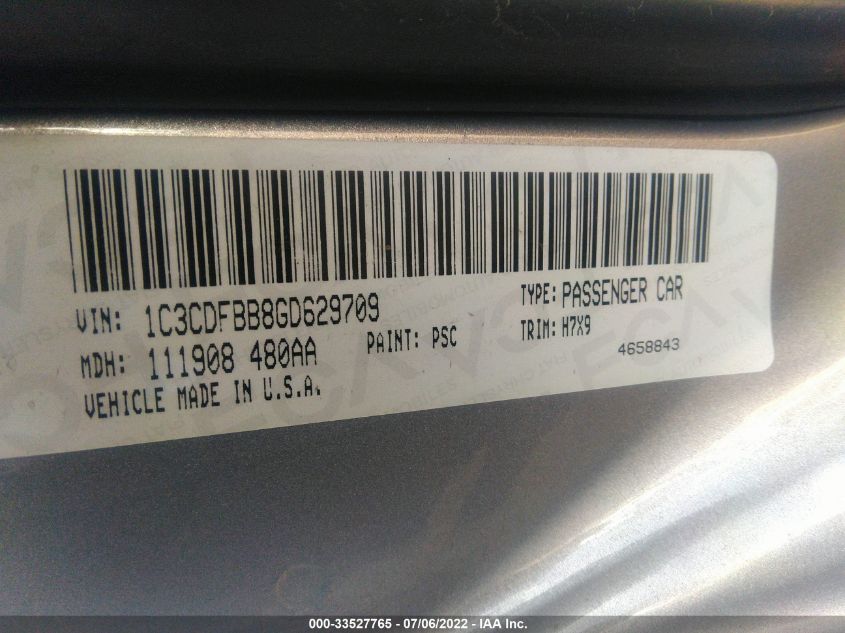 VIN: 1C3CDFBB8GD629709 TYPE: PASSENGER CAR
MDH: 111908 480AA PAINT: PSC TRIM: H7X9
VEHICLE MADE IN U.S.A. 4658843
000-33527765 - 07/06/2022 - IAA Inc.